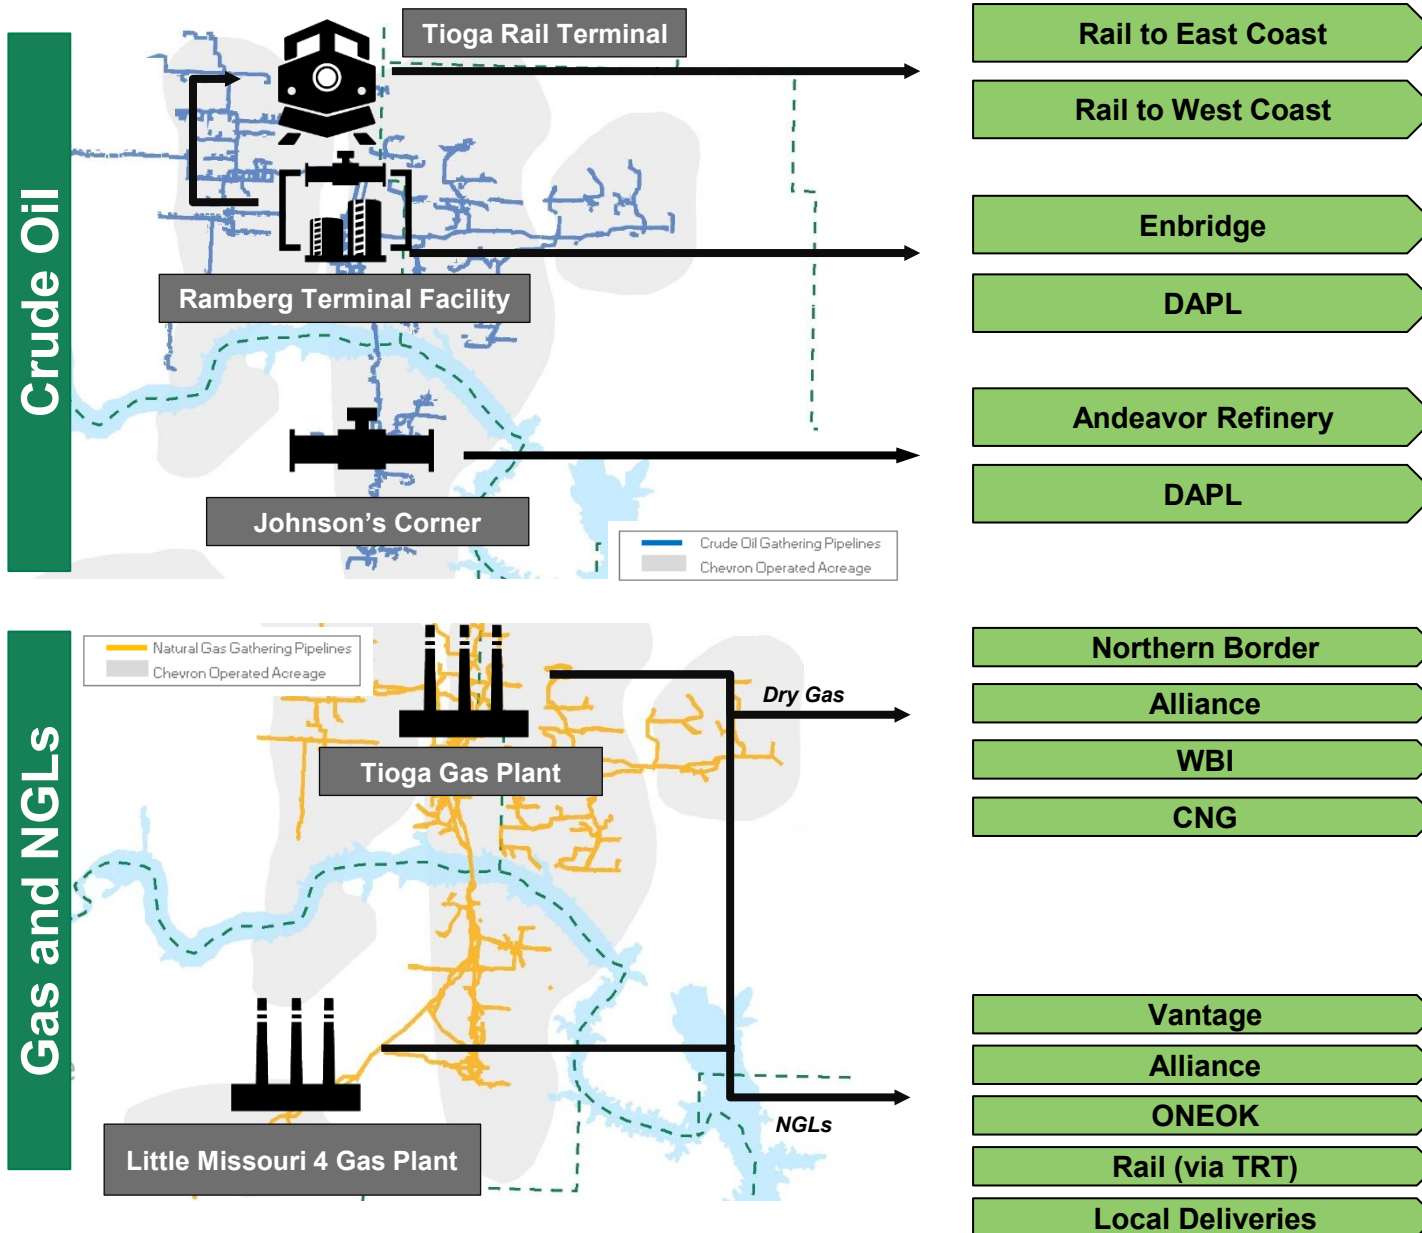 Crude Oil
Tioga Rail Terminal
Ramberg Terminal Facility
Johnson's Corner
Crude Oil Gathering Pipelines
Chevron Operated Acreage
Rail to East Coast
Rail to West Coast
Enbridge
DAPL
Andeavor Refinery
DAPL
Gas and NGLs
Natural Gas Gathering Pipelines
Chevron Operated Acreage
Tioga Gas Plant
Little Missouri 4 Gas Plant
Dry Gas
NGLs
Northern Border
Alliance
WBI
CNG
Vantage
Alliance
ONEOK
Rail (via TRT)
Local Deliveries